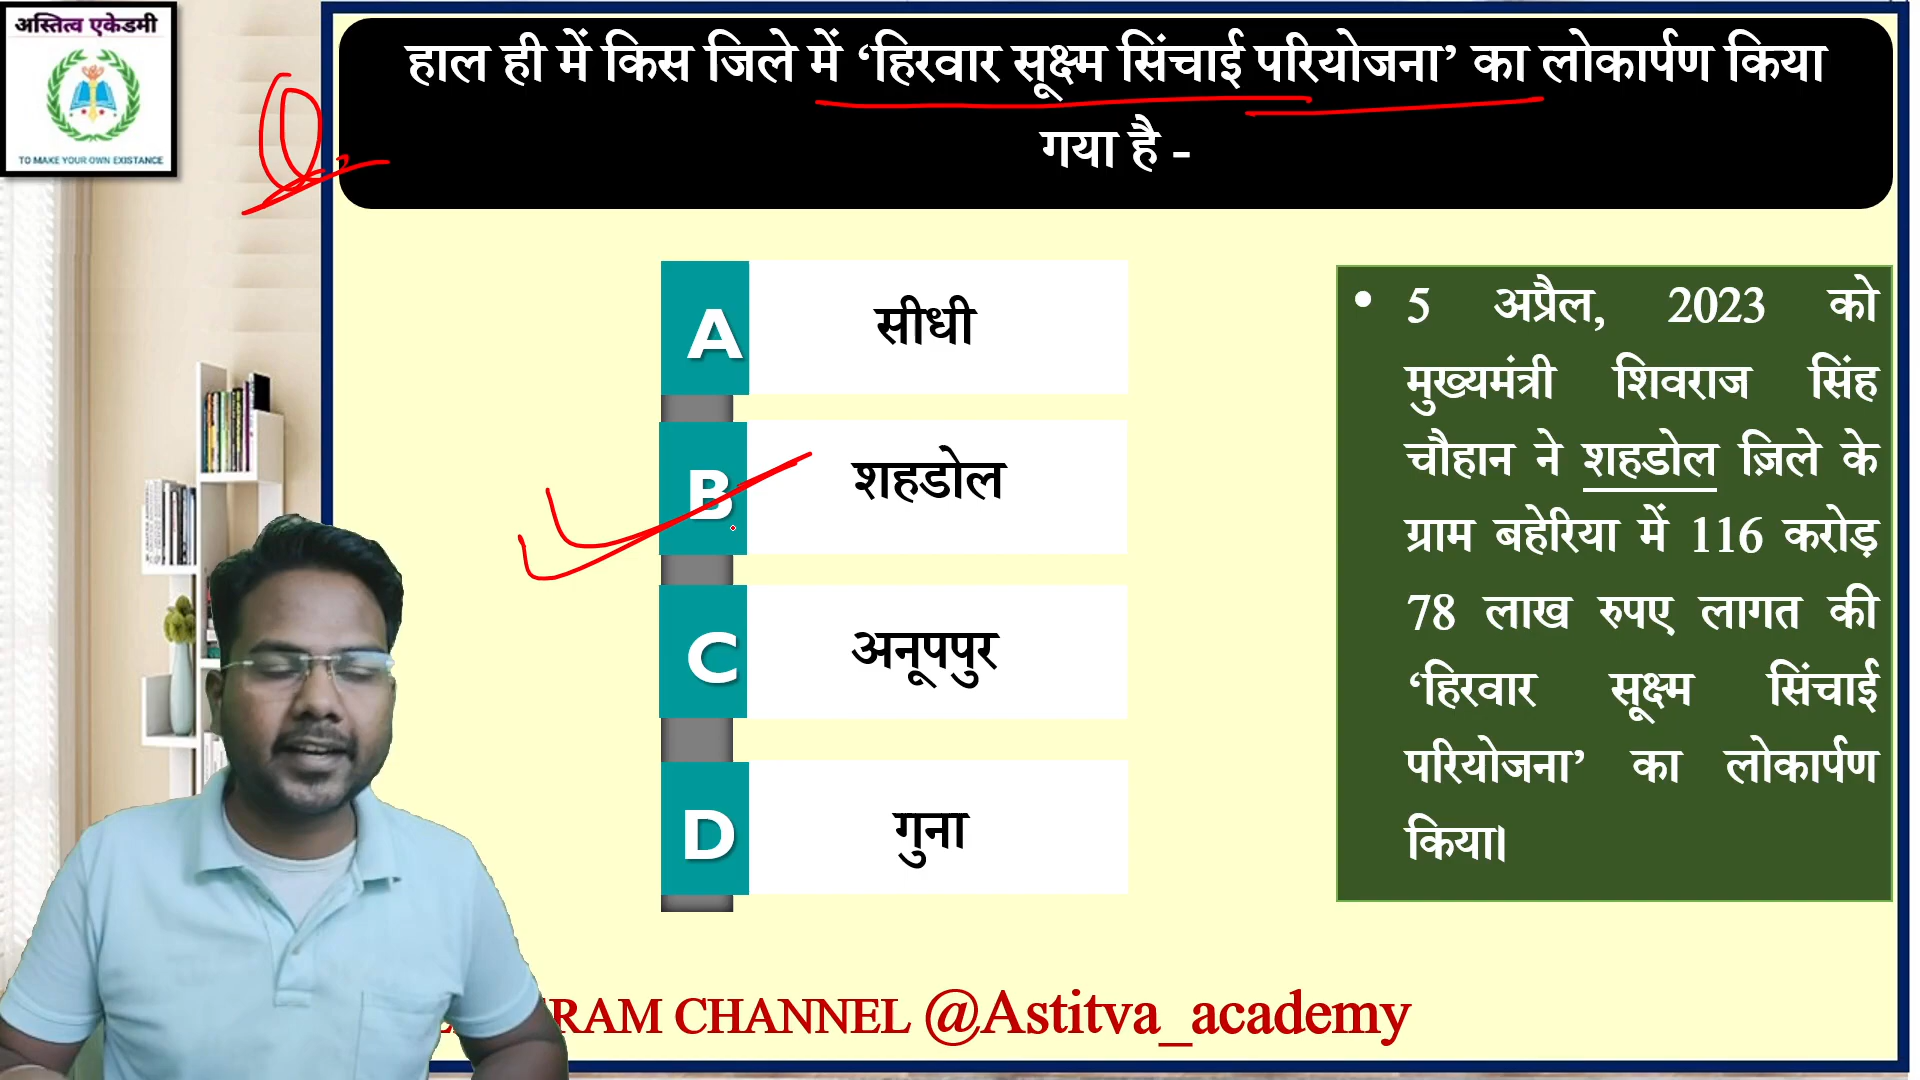 अस्तित्व एकेडमी
TO MAKE YOUR OWN EXISTANCE
हाल ही में किस जिले में ‘हिरवार सूक्ष्म सिंचाई परियोजना’ का लोकार्पण किया
गया है -
A सीधी
B शहडोल
C अनूपपुर
D गुना
• 5 अप्रैल, 2023 को
मुख्यमंत्री शिवराज सिंह
चौहान ने शहडोल ज़िले के
ग्राम बहेरिया में 116 करोड़
78 लाख रुपए लागत की
‘हिरवार सूक्ष्म सिंचाई
परियोजना’ का लोकार्पण
किया।
RAM CHANNEL @Astitva_academy